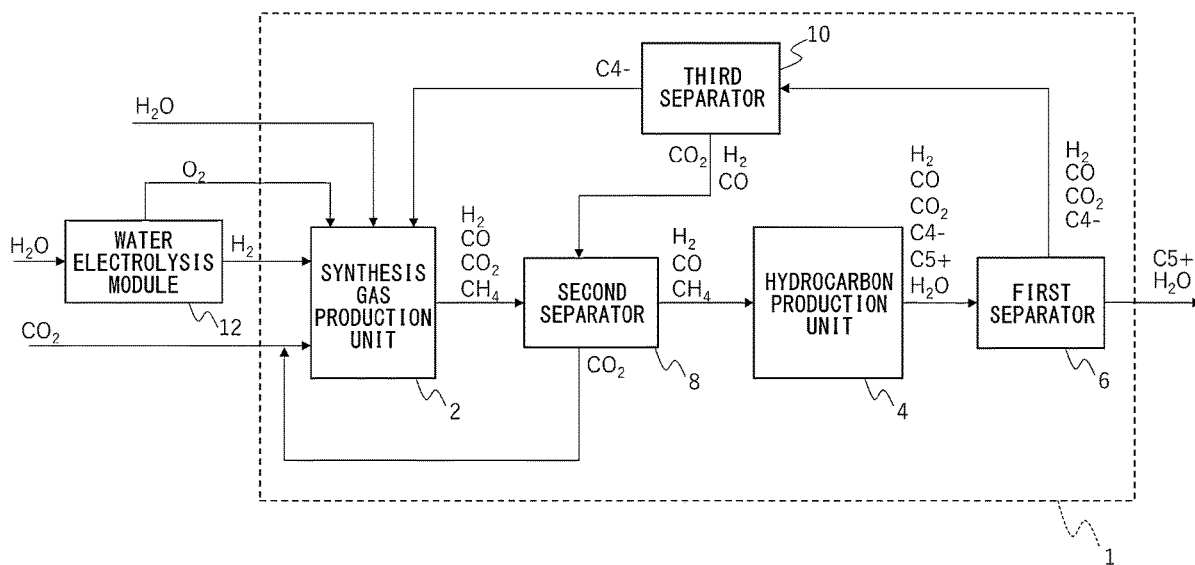 10
THIRD
SEPARATOR
C4-
H₂O
CO₂
H₂
CO
H₂
CO
CO₂
C4-
O₂
H₂O
WATER
ELECTROLYSIS
MODULE
12
H₂
CO₂
SYNTHESIS
GAS
PRODUCTION
UNIT
2
H₂
CO
CO₂
CH₄
SECOND
SEPARATOR
8
CO₂
H₂
CO
CH₄
HYDROCARBON
PRODUCTION
UNIT
4
H₂
CO
CO₂
C4-
C5+
H₂O
FIRST
SEPARATOR
6
C5+
H₂O
1